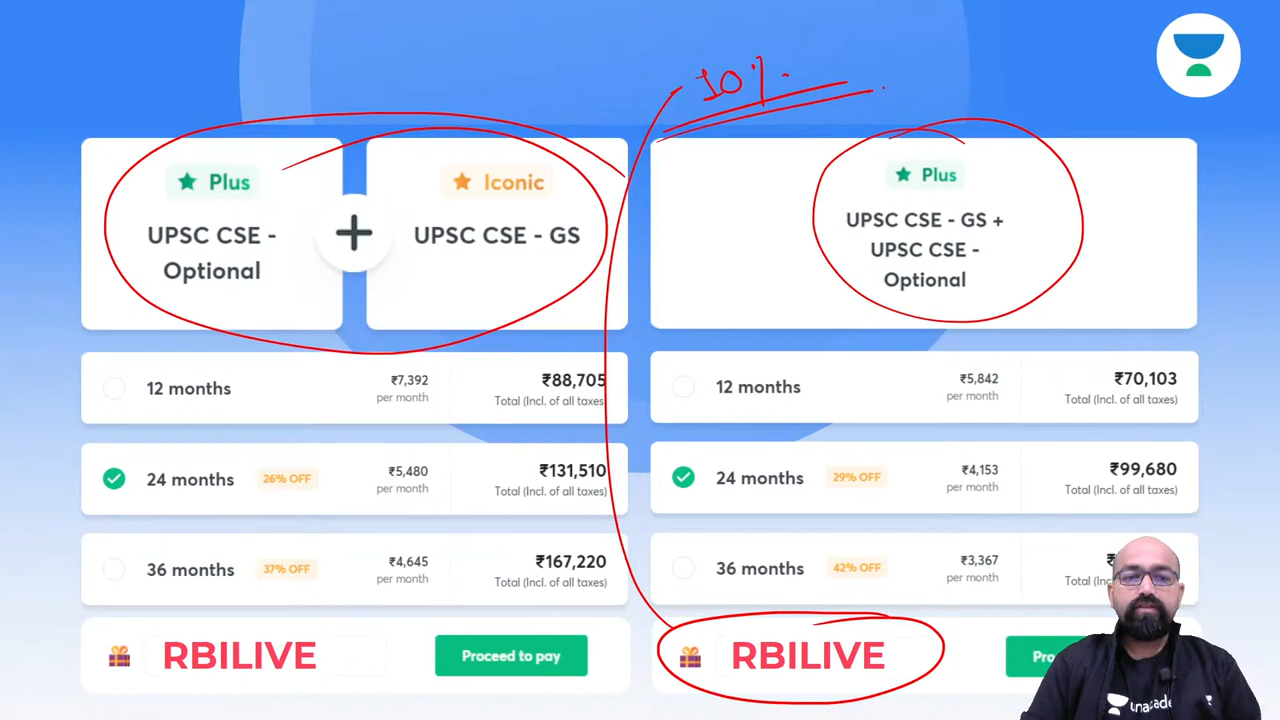 10%.
Plus
UPSC CSE -
Optional
+
Iconic
UPSC CSE - GS
Plus
UPSC CSE - GS +
UPSC CSE -
Optional
12 months ₹7,392 per month ₹88,705 Total (Incl. of all taxes)
24 months 26% OFF ₹5,480 per month ₹131,510 Total (Incl. of all taxes)
36 months 37% OFF ₹4,645 per month ₹167,220 Total (Incl. of all taxes)
RBILIVE Proceed to pay
12 months ₹5,842 per month ₹70,103 Total (Incl. of all taxes)
24 months 29% OFF ₹4,153 per month ₹99,680 Total (Incl. of all taxes)
36 months 42% OFF ₹3,367 per month
RBILIVE